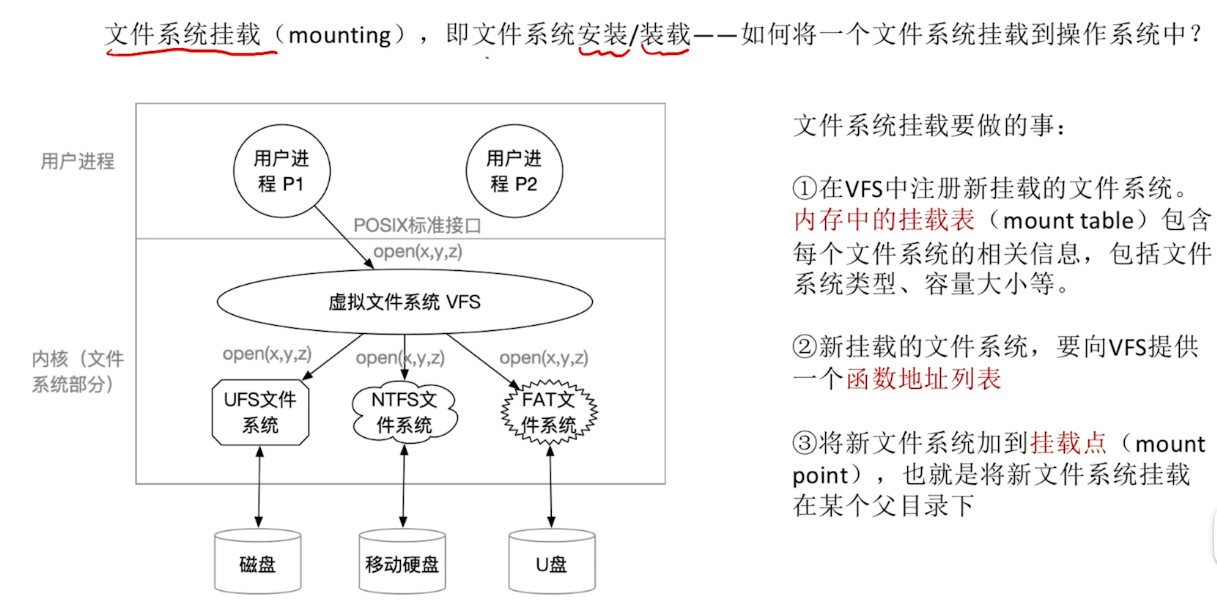 文件系统挂载（mounting），即文件系统安装/装载——如何将一个文件系统挂载到操作系统中？
用户进程
用户进
程 P1
用户进
程 P2
POSIX标准接口
open(x,y,z)
虚拟文件系统 VFS
内核（文件
系统部分）
open(x,y,z)
open(x,y,z)
open(x,y,z)
UFS文件
系统
NTFS文
件系统
FAT文
件系统
磁盘
移动硬盘
U盘
文件系统挂载要做的事：
①在VFS中注册新挂载的文件系统。
内存中的挂载表（mount table）包含
每个文件系统的相关信息，包括文件
系统类型、容量大小等。
②新挂载的文件系统，要向VFS提供
一个函数地址列表
③将新文件系统加到挂载点（mount
point），也就是将新文件系统挂载
在某个父目录下